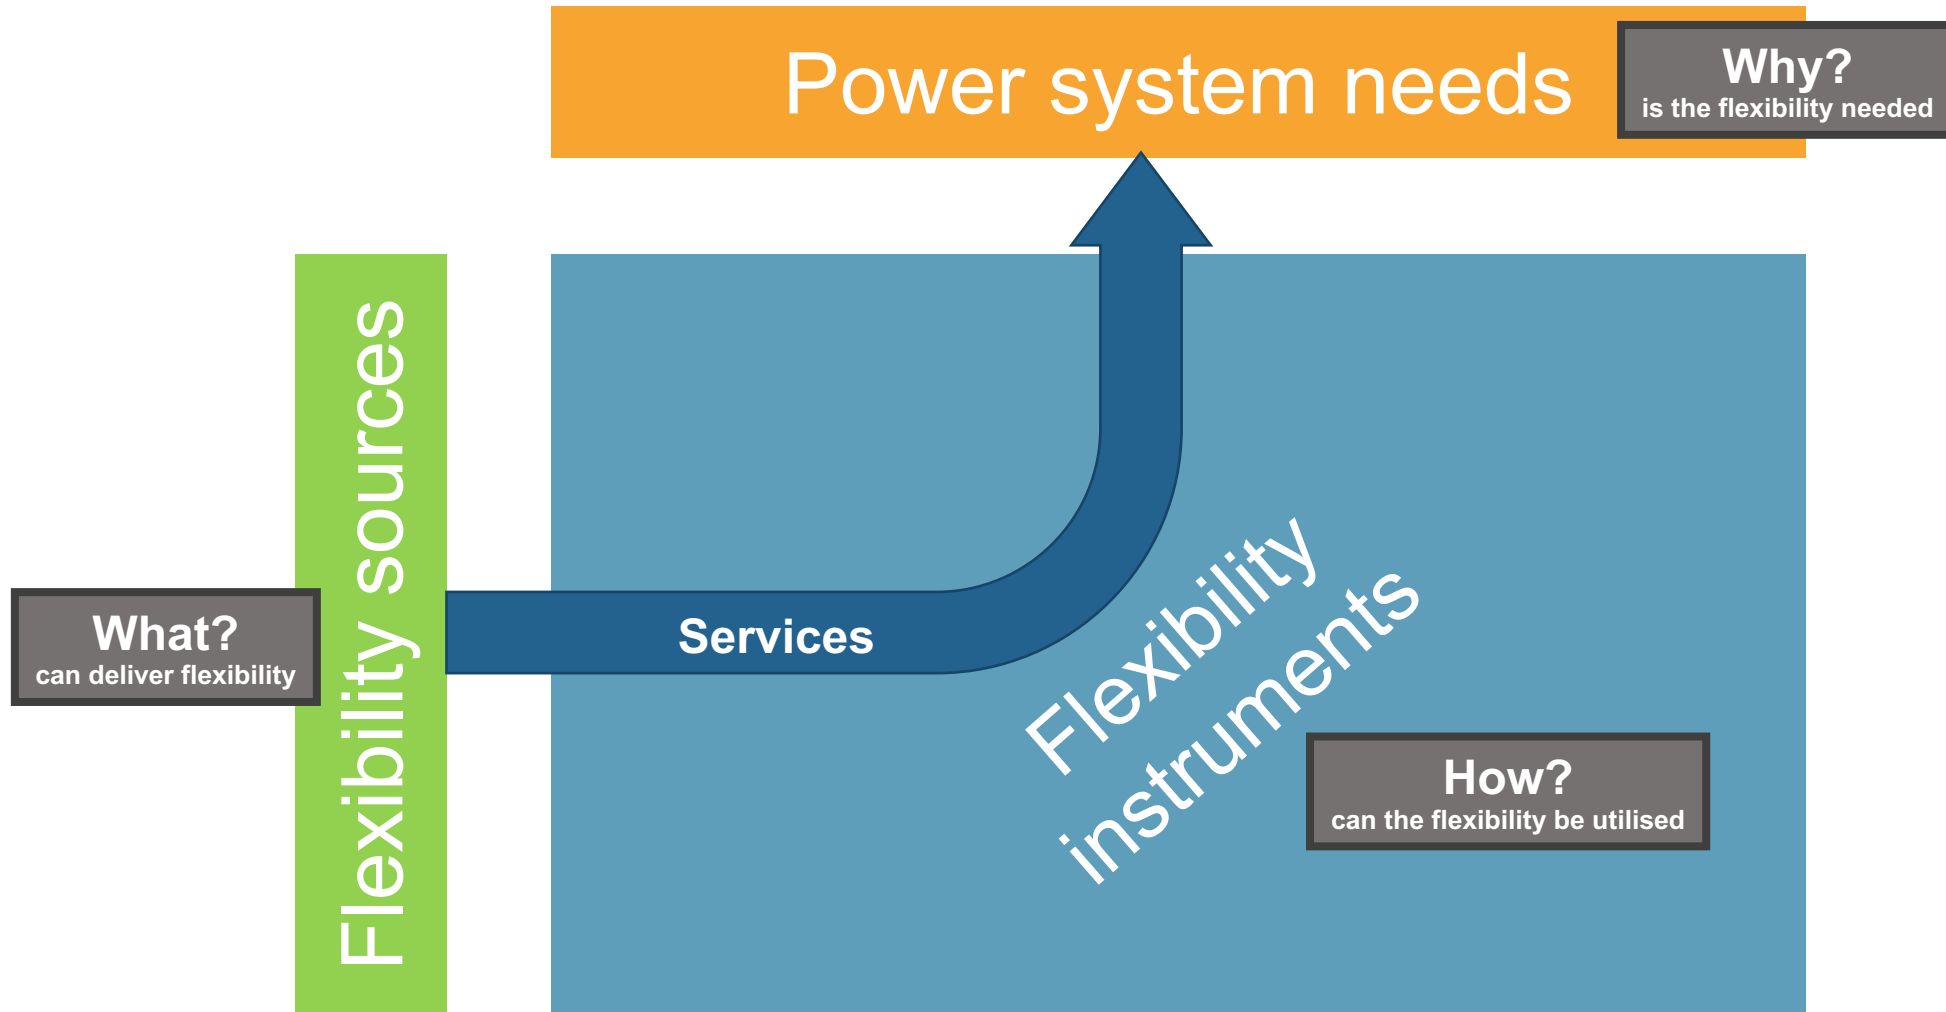 Power system needs
Why?
is the flexibility needed
Flexibility sources
What?
can deliver flexibility
Services
Flexibility
instruments
How?
can the flexibility be utilised